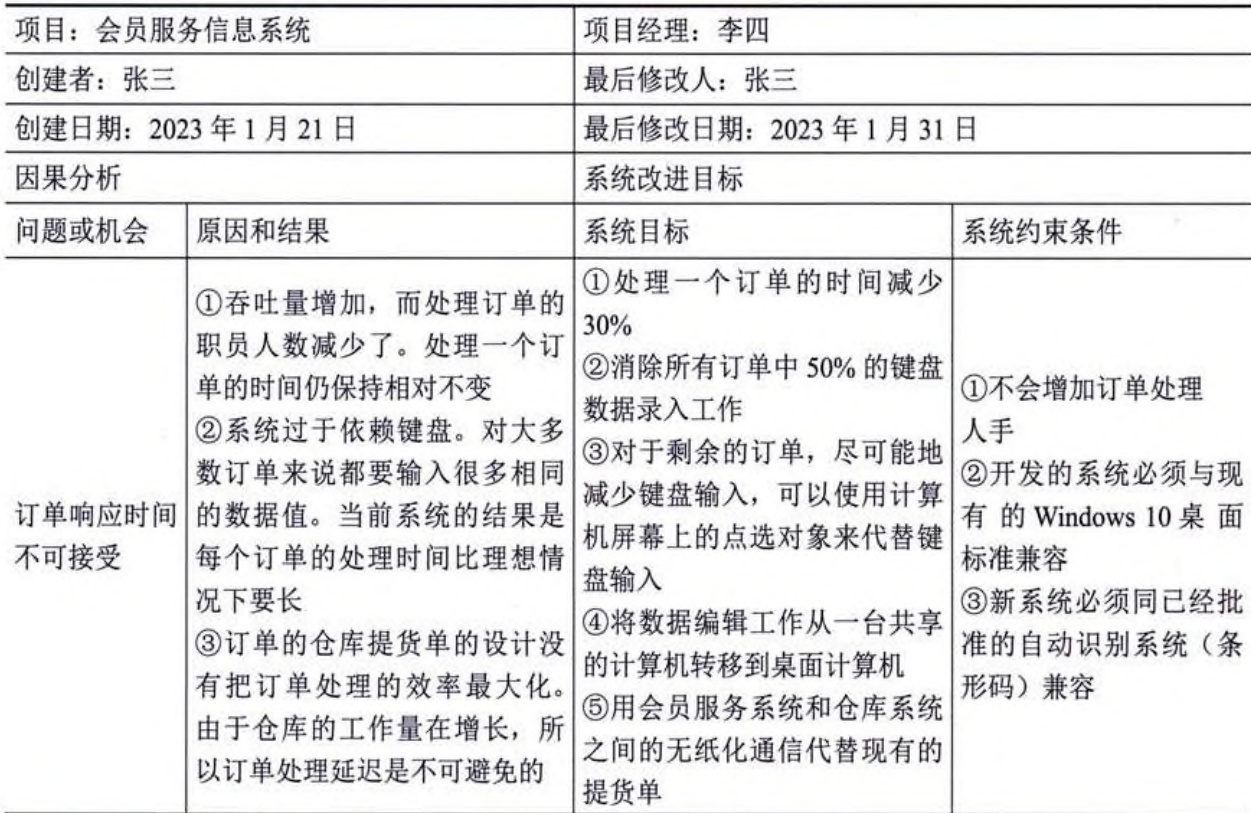 项目：会员服务信息系统
项目经理：李四
创建者：张三
最后修改人：张三
创建日期：2023 年 1 月 21 日
最后修改日期：2023 年 1 月 31 日
因果分析
系统改进目标
问题或机会
原因和结果
系统目标
系统约束条件
订单响应时间
不可接受
①吞吐量增加，而处理订单的
职员人数减少了。处理一个订
单的时间仍保持相对不变
②系统过于依赖键盘。对大多
数订单来说都要输入很多相同
的数据值。当前系统的结果是
每个订单的处理时间比理想情
况下要长
③订单的仓库提货单的设计没
有把订单处理的效率最大化。
由于仓库的工作量在增长，所
以订单处理延迟是不可避免的
①处理一个订单的时间减少
30%
②消除所有订单中 50% 的键盘
数据录入工作
③对于剩余的订单，尽可能地
减少键盘输入，可以使用计算
机屏幕上的点选对象来代替键
盘输入
④将数据编辑工作从一台共享
的计算机转移到桌面计算机
⑤用会员服务系统和仓库系统
之间的无纸化通信代替现有的
提货单
①不会增加订单处理
人手
②开发的系统必须与现
有 的 Windows 10 桌 面
标准兼容
③新系统必须同已经批
准的自动识别系统（条
形码）兼容